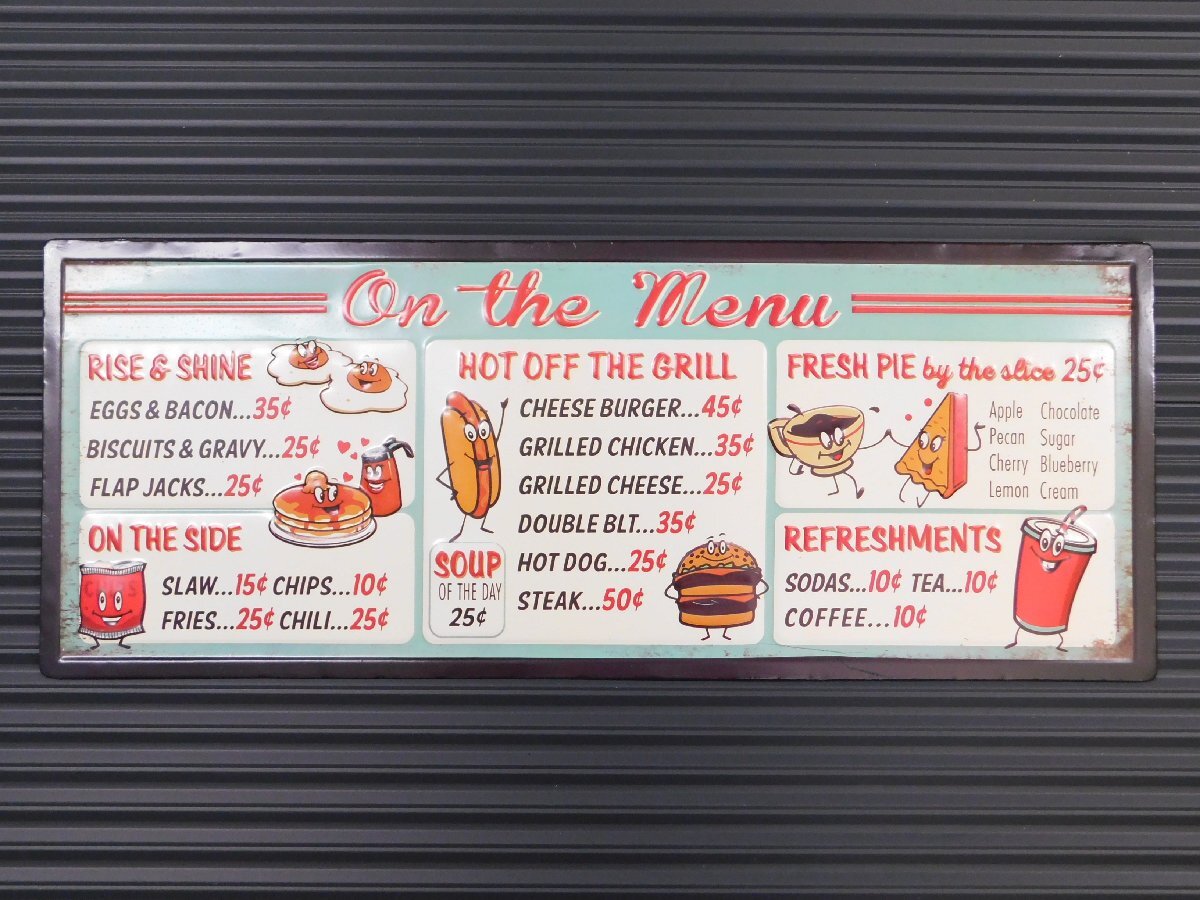 On the Menu
RISE & SHINE
EGGS & BACON...35¢
BISCUITS & GRAVY...25¢
FLAP JACKS...25¢
ON THE SIDE
CHIPS
SLAW...15¢ CHIPS...10¢
FRIES...25¢ CHILI...25¢
HOT OFF THE GRILL
CHEESE BURGER...45¢
GRILLED CHICKEN...35¢
GRILLED CHEESE...25¢
DOUBLE BLT...35¢
HOT DOG...25¢
STEAK...50¢
SOUP
OF THE DAY
25¢
FRESH PIE by the slice 25¢
Apple Chocolate
Pecan Sugar
Cherry Blueberry
Lemon Cream
REFRESHMENTS
SODAS...10¢ TEA...10¢
COFFEE...10¢